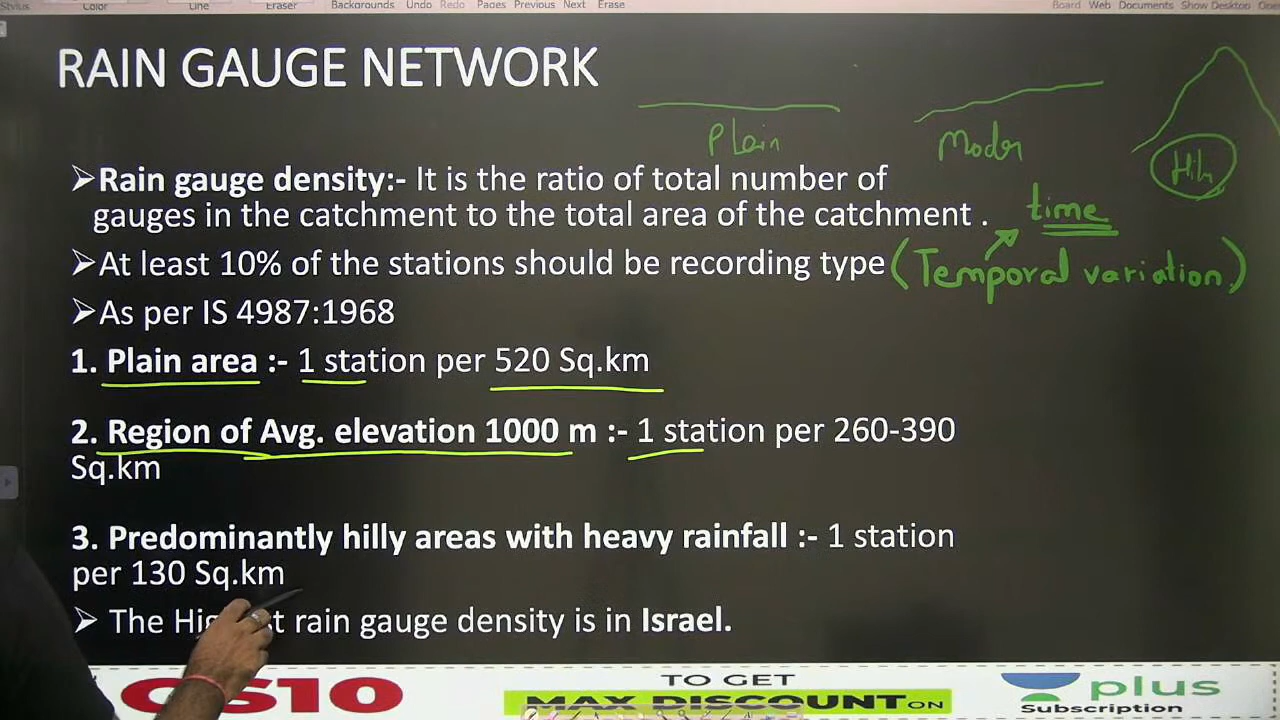 Stylus Color Line Eraser Backgrounds Undo Redo Pages Previous Next Erase Board Web Documents Show Desktop
RAIN GAUGE NETWORK
Plain
Moder
Hilly
➢Rain gauge density:- It is the ratio of total number of
gauges in the catchment to the total area of the catchment .
time
➢At least 10% of the stations should be recording type (Temporal variation.)
➢As per IS 4987:1968
1. Plain area :- 1 station per 520 Sq.km
2. Region of Avg. elevation 1000 m :- 1 station per 260-390
Sq.km
3. Predominantly hilly areas with heavy rainfall :- 1 station
per 130 Sq.km
➢ The rain gauge density is in Israel.
GS10
TO GET
MAX DISCOUNT ON
plus
Subscription